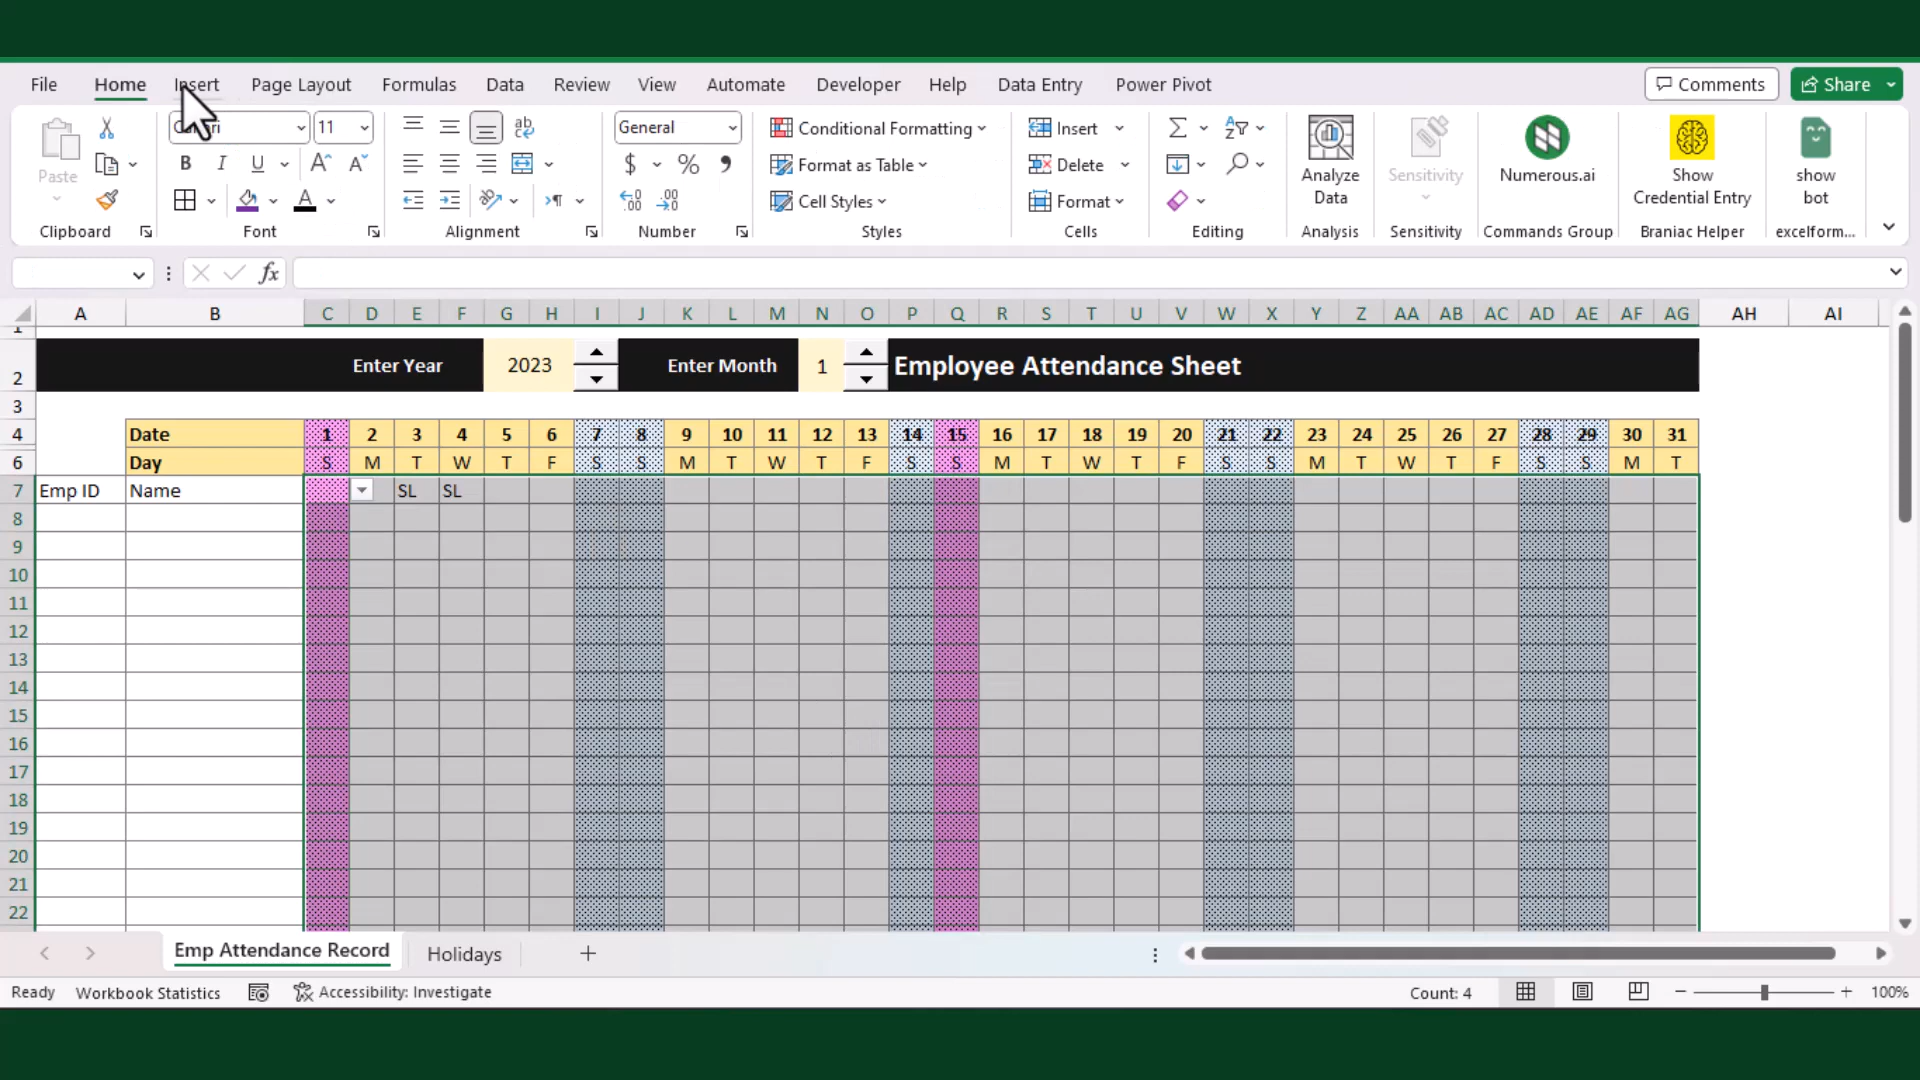 File Home Insert Page Layout Formulas Data Review View Automate Developer Help Data Entry Power Pivot Comments Share
11 General Conditional Formatting Insert
Paste B I U Format as Table Delete Analyze Data Sensitivity Numerous.ai Show Credential Entry show bot
Cell Styles Format
Clipboard Font Alignment Number Styles Cells Editing Analysis Sensitivity Commands Group Braniac Helper excelform...
fx
A B C D E F G H I J K L M N O P Q R S T U V W X Y Z AA AB AC AD AE AF AG AH AI
1
2 Enter Year 2023 Enter Month 1 Employee Attendance Sheet
3
4 Date 1 2 3 4 5 6 7 8 9 10 11 12 13 14 15 16 17 18 19 20 21 22 23 24 25 26 27 28 29 30 31
6 Day S M T W T F S S M T W T F S S M T W T F S S M T W T F S S M T
7 Emp ID Name SL SL
8
9
10
11
12
13
14
15
16
17
18
19
20
21
22
Emp Attendance Record Holidays
Ready Workbook Statistics Accessibility: Investigate Count: 4 100%